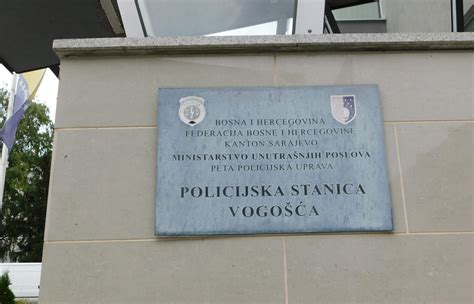 BOSNA I HERCEGOVINA
FEDERACIJA BOSNE I HERCEGOVINE
KANTON SARAJEVO
MINISTARSTVO UNUTRAŠNJIH POSLOVA
PETA POLICIJSKA UPRAVA
POLICIJSKA STANICA
VOGOŠĆA